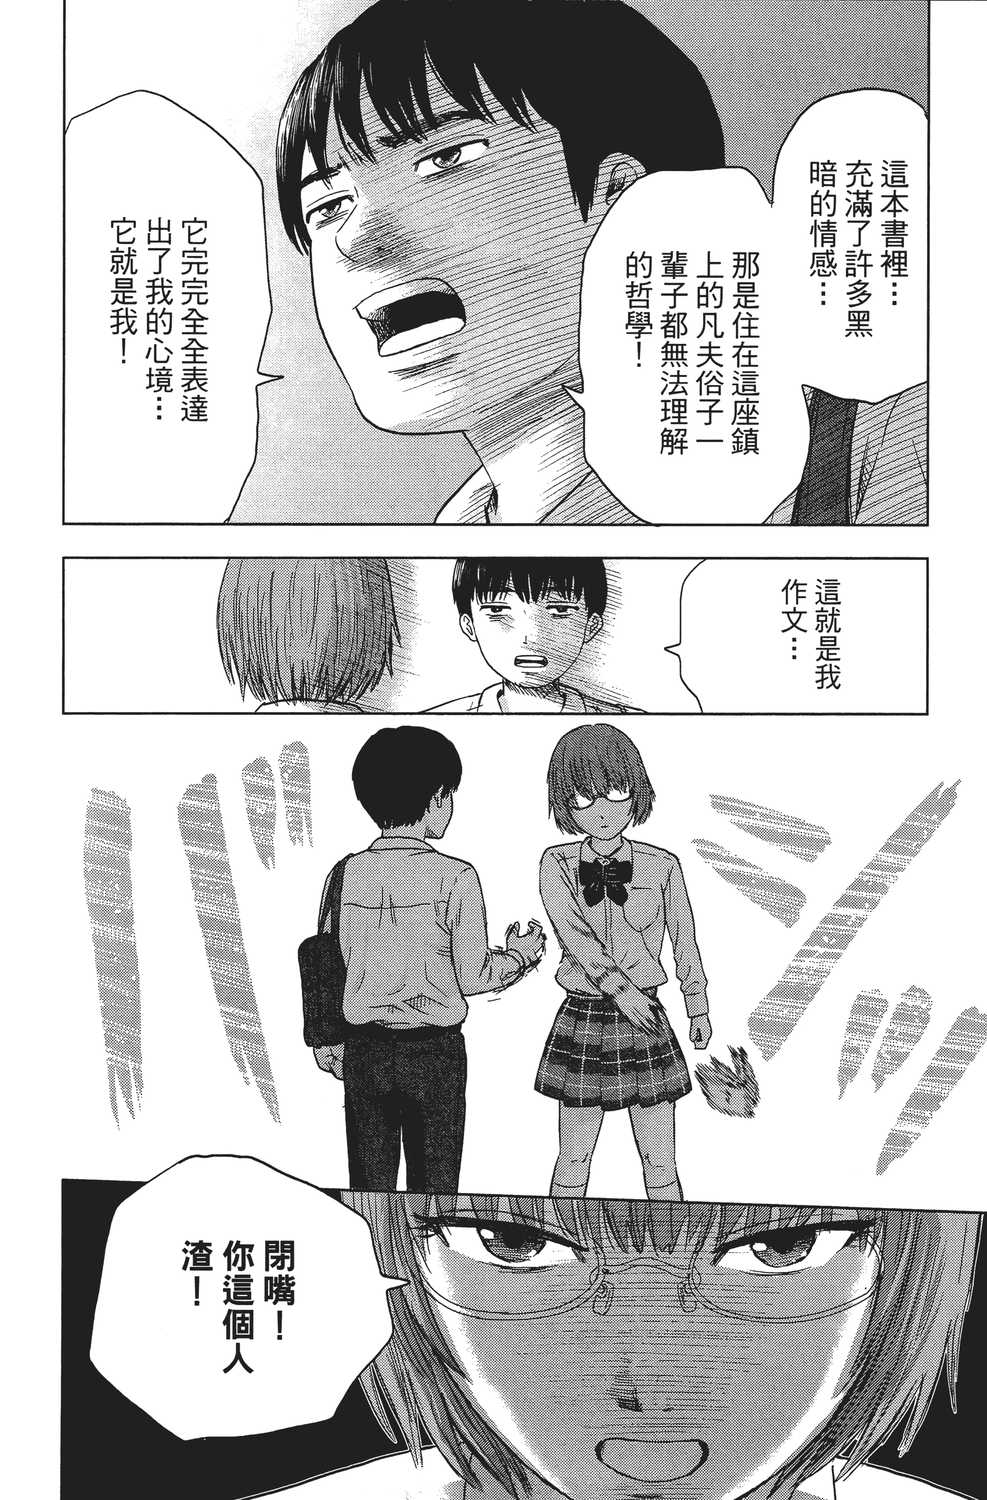 這本書裡…
充滿了許多黑
暗的情感…
那是住在這座鎮
上的凡夫俗子一
輩子都無法理解
的哲學！
它完完全全表達
出了我的心境…
它就是我！
這就是我
作文…
閉嘴！
你這個人
渣！